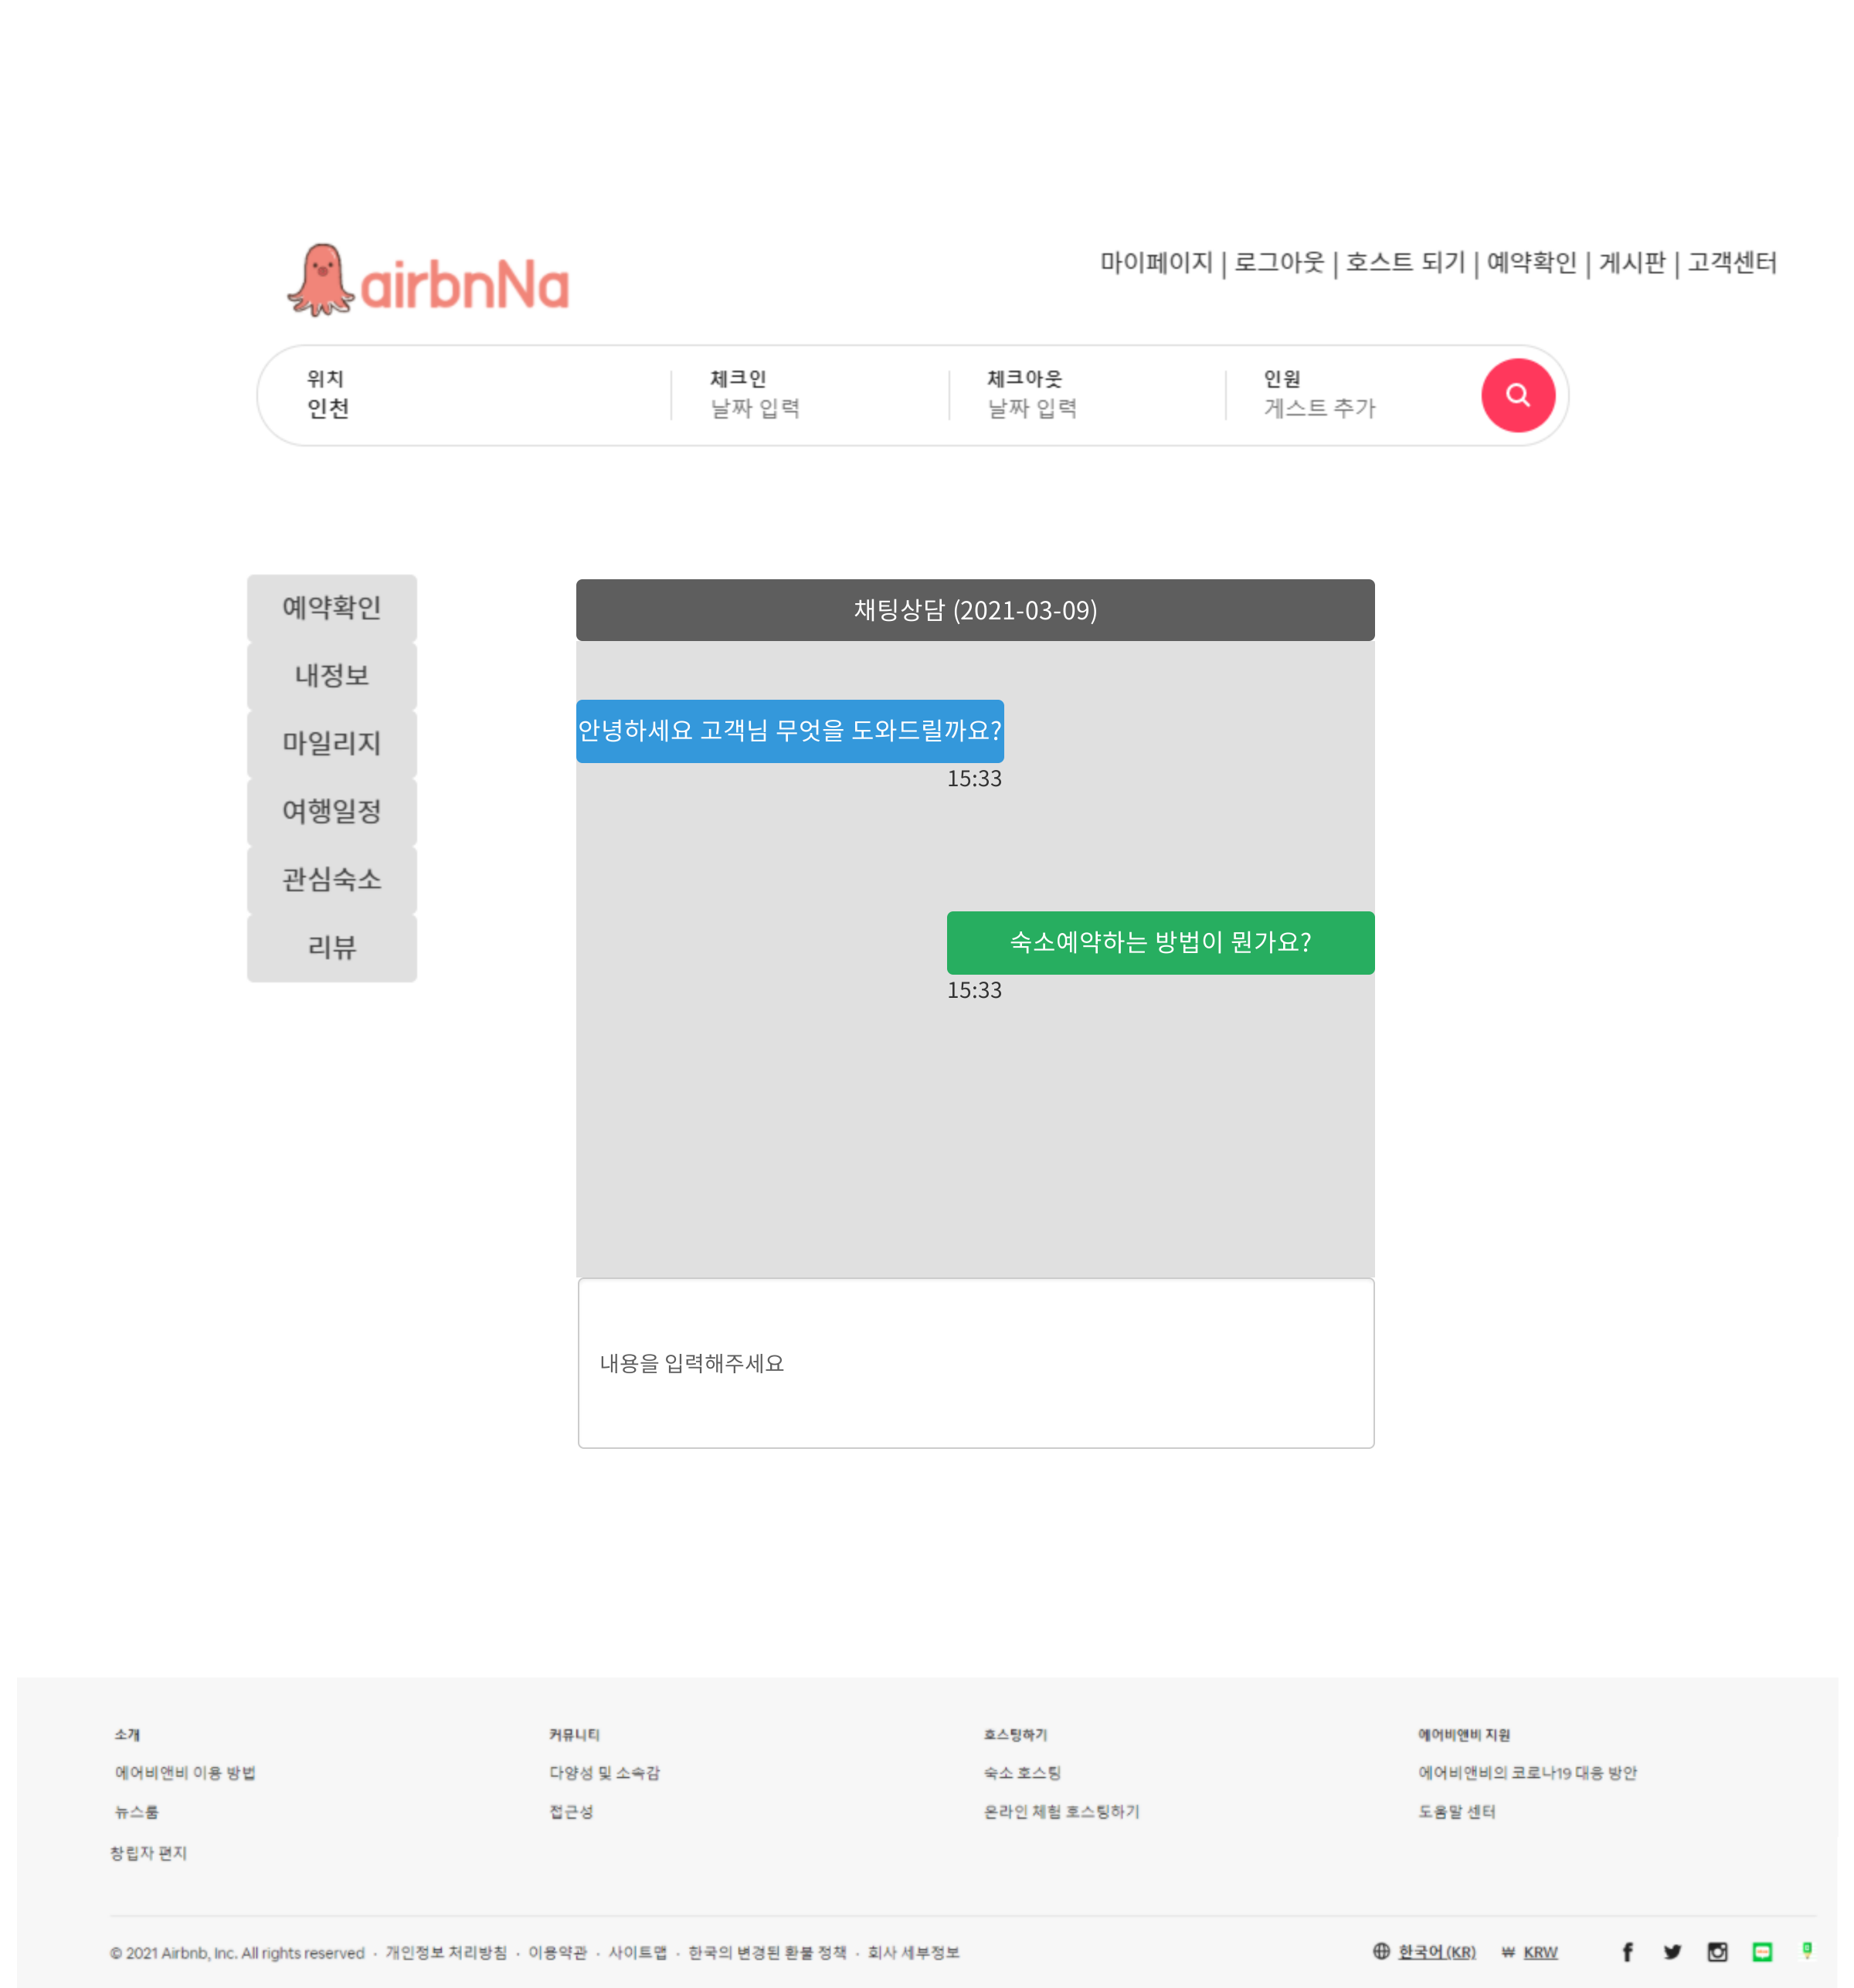 airbnNa
마이페이지 | 로그아웃 | 호스트 되기 | 예약확인 | 게시판 | 고객센터
위치 체크인 체크아웃 인원
인천 날짜 입력 날짜 입력 게스트 추가
예약확인
내정보
마일리지
여행일정
관심숙소
리뷰
채팅상담 (2021-03-09)
안녕하세요 고객님 무엇을 도와드릴까요?
15:33
숙소예약하는 방법이 뭔가요?
15:33
내용을 입력해주세요
소개 커뮤니티 호스팅하기 에어비앤비 지원
에어비앤비 이용 방법 다양성 및 소속감 숙소 호스팅 에어비앤비의 코로나19 대응 방안
뉴스룸 접근성 온라인 체험 호스팅하기 도움말 센터
창립자 편지
© 2021 Airbnb, Inc. All rights reserved · 개인정보 처리방침 · 이용약관 · 사이트맵 · 한국의 변경된 환불 정책 · 회사 세부정보 한국어(KR) ₩ KRW